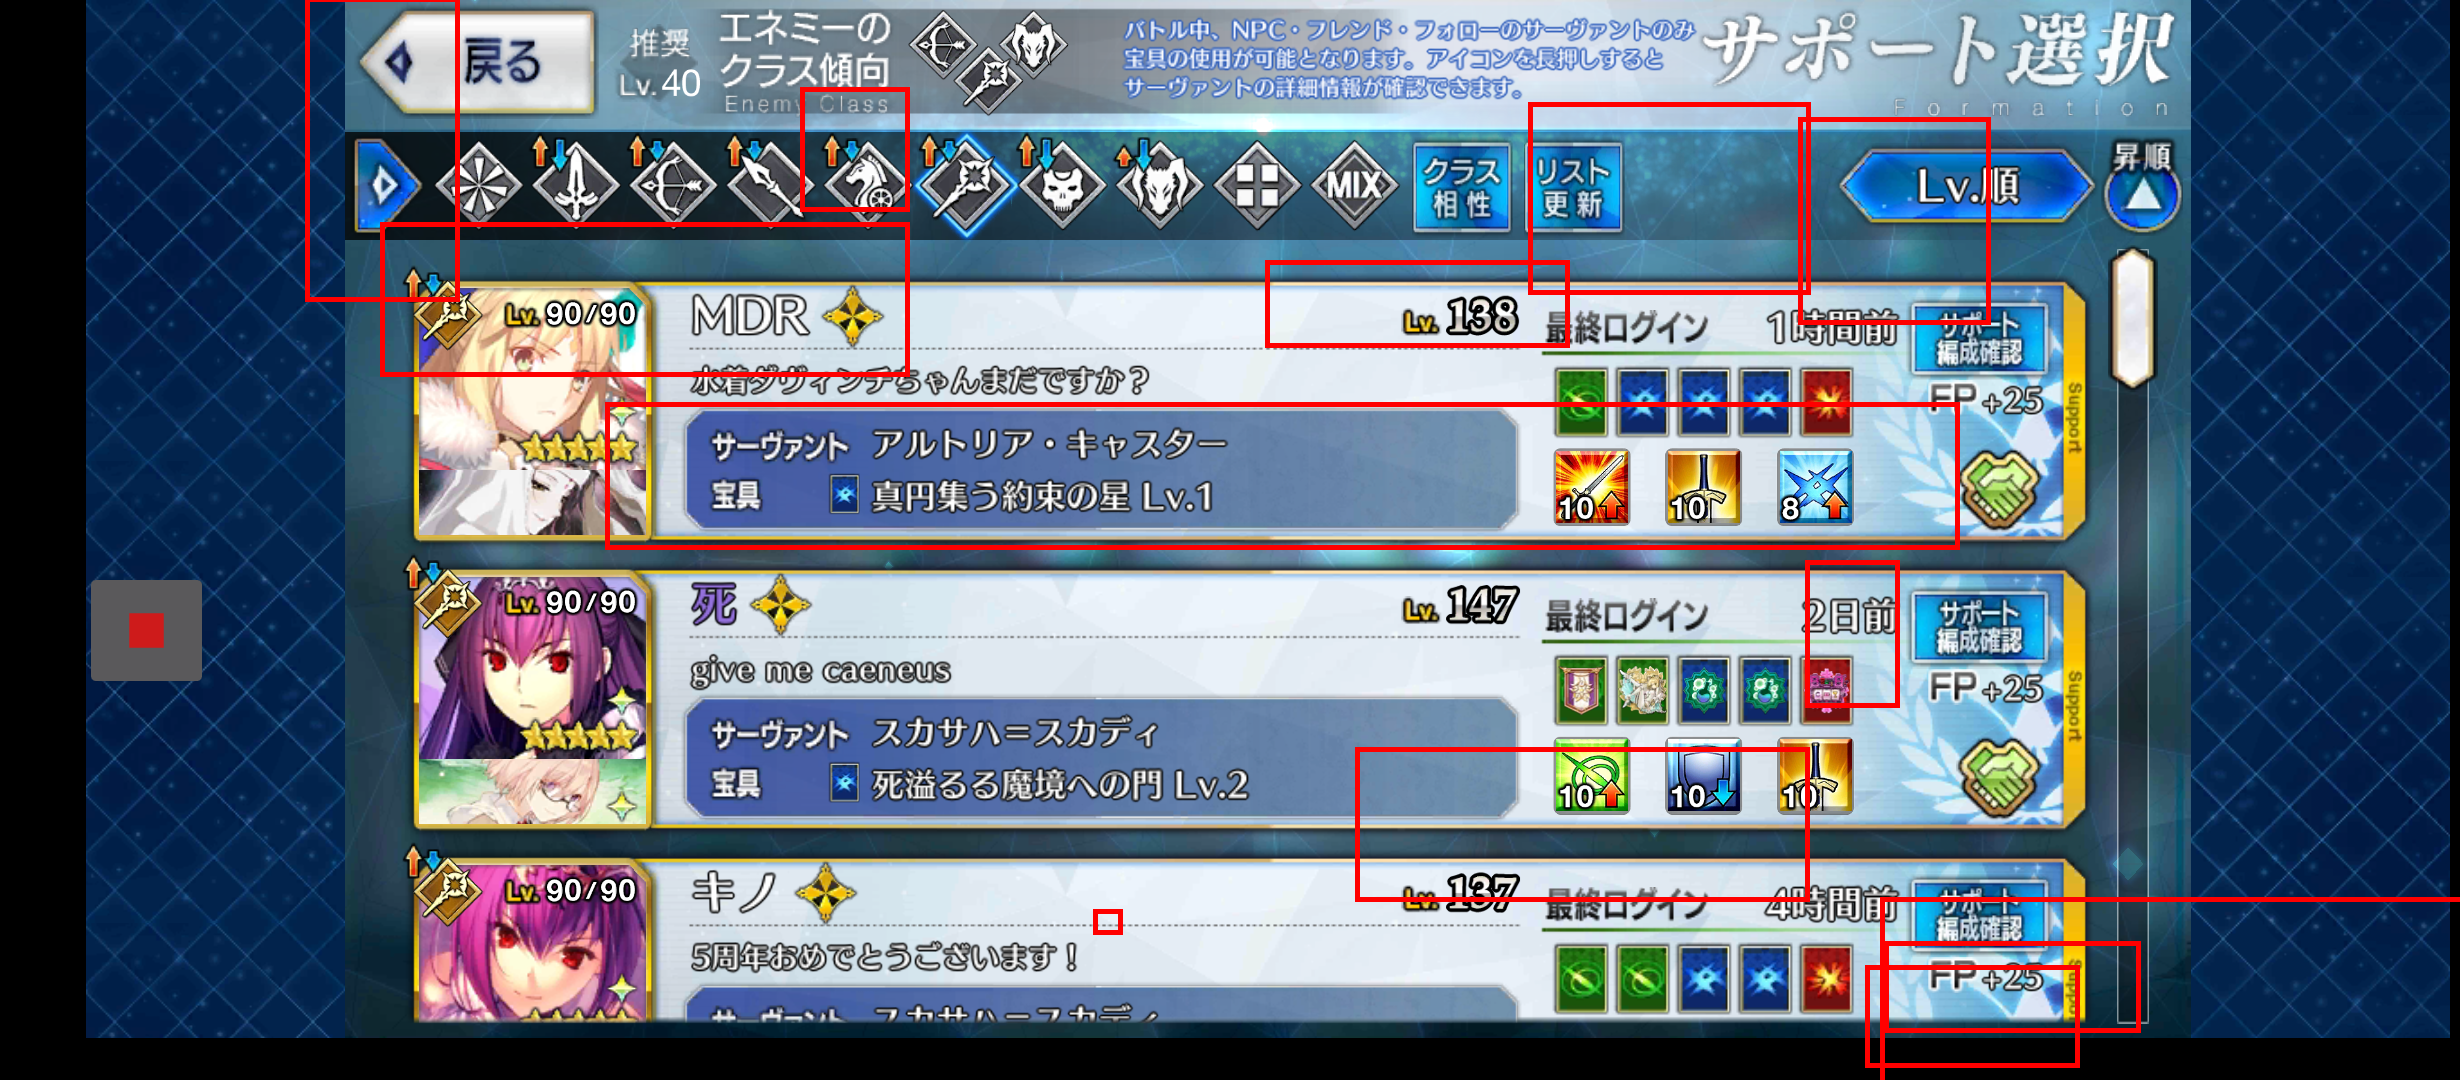 戻る
推奨
Lv.40
エネミーの
クラス傾向
Enemy Class
バトル中、NPC・フレンド・フォローのサーヴァントのみ
宝具の使用が可能となります。アイコンを長押しすると
サーヴァントの詳細情報が確認できます。
サポート選択
Formation
MIX
クラス
相性
リスト
更新
Lv.順
昇順
Lv. 90/90
MDR
Lv. 138
最終ログイン 1時間前
サポート
編成確認
水着ダヴィンチちゃんまだですか?
FP+25
サーヴァント アルトリア・キャスター
宝具 真円集う約束の星 Lv.1
10 10 8
Support
Lv. 90/90
死
Lv. 147
最終ログイン 2日前
サポート
編成確認
give me caeneus
FP+25
サーヴァント スカサハ=スカディ
宝具 死溢るる魔境への門 Lv.2
10 10 10
Support
Lv. 90/90
キノ
Lv. 137
最終ログイン 4時間前
サポート
編成確認
5周年おめでとうございます!
FP+25
サーヴァント スカサハ=スカディ
Support